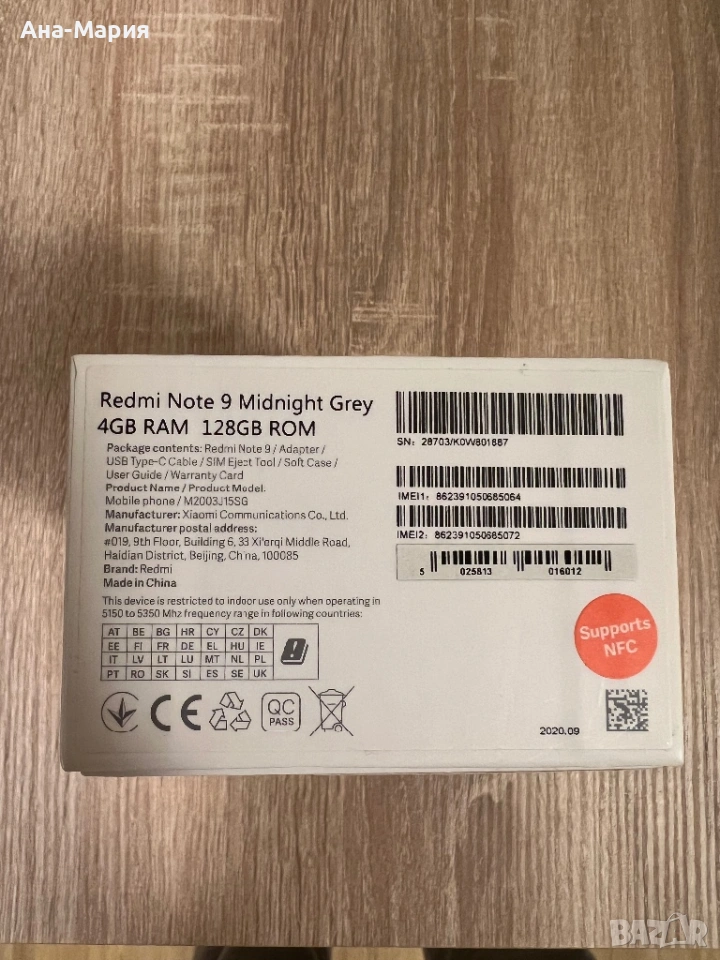 Ана-Мария
Redmi Note 9 Midnight Grey
4GB RAM 128GB ROM
Package contents: Redmi Note 9 / Adapter /
USB Type-C Cable / SIM Eject Tool / Soft Case /
User Guide / Warranty Card
Product Name / Product Model:
Mobile phone / M2003J15SG
Manufacturer: Xiaomi Communications Co., Ltd.
Manufacturer postal address:
#019, 9th Floor, Building 6, 33 Xi'erqi Middle Road,
Haidian District, Beijing, China, 100085
Brand: Redmi
Made in China
This device is restricted to indoor use only when operating in
5150 to 5350 Mhz frequency range in following countries:
AT BE BG HR CY CZ DK
EE FI FR DE EL HU IE
IT LV LT LU MT NL PL
PT RO SK SI ES SE UK
CE
QC
PASS
SN: 28703/K0W801887
IMEI1: 862391050685064
IMEI2: 862391050685072
5 025813 016012
Supports
NFC
2020.09
BAZAR